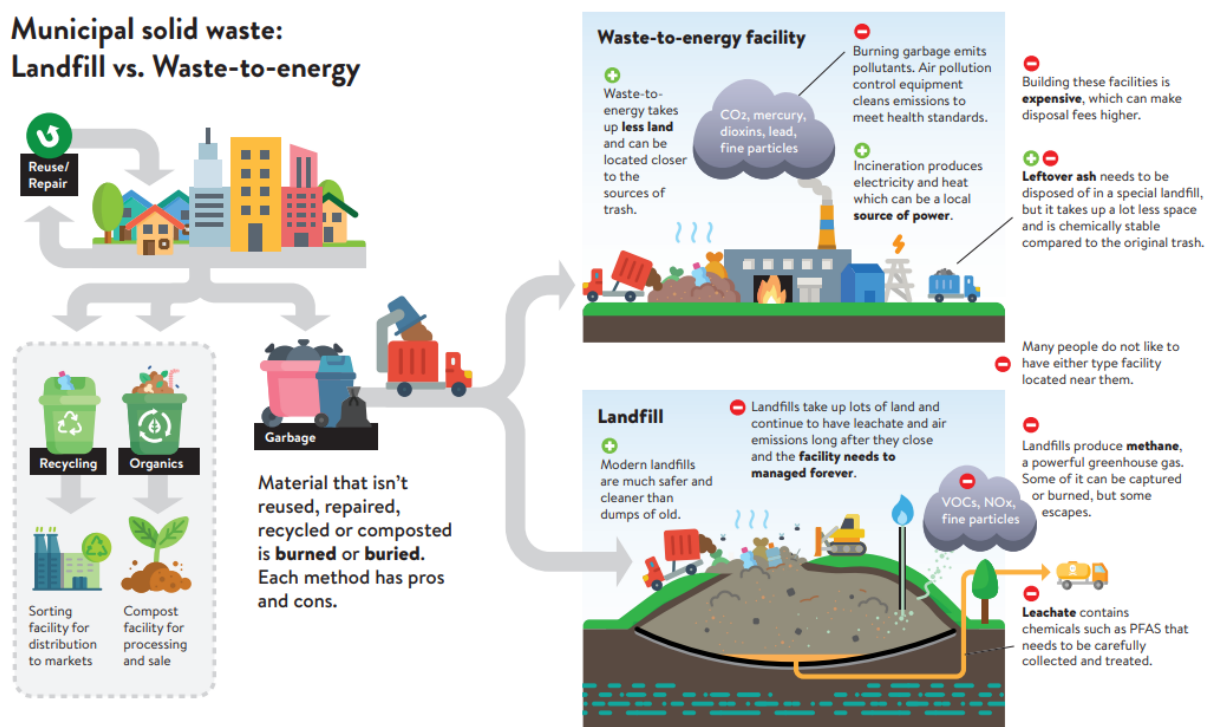 Municipal solid waste:
Landfill vs. Waste-to-energy
Reuse/
Repair
Recycling
Organics
Sorting
facility for
distribution
to markets
Compost
facility for
processing
and sale
Garbage
Material that isn't
reused, repaired,
recycled or composted
is burned or buried.
Each method has pros
and cons.
Waste-to-energy facility
Waste-to-
energy takes
up less land
and can be
located closer
to the
sources of
trash.
CO2, mercury,
dioxins, lead,
fine particles
Burning garbage emits
pollutants. Air pollution
control equipment
cleans emissions to
meet health standards.
Incineration produces
electricity and heat
which can be a local
source of power.
Building these facilities is
expensive, which can make
disposal fees higher.
Leftover ash needs to be
disposed of in a special landfill,
but it takes up a lot less space
and is chemically stable
compared to the original trash.
Many people do not like to
have either type facility
located near them.
Landfill
Modern landfills
are much safer and
cleaner than
dumps of old.
Landfills take up lots of land and
continue to have leachate and air
emissions long after they close
and the facility needs to
managed forever.
VOCs, NOx,
fine particles
Landfills produce methane,
a powerful greenhouse gas.
Some of it can be captured
or burned, but some
escapes.
Leachate contains
chemicals such as PFAS that
needs to be carefully
collected and treated.